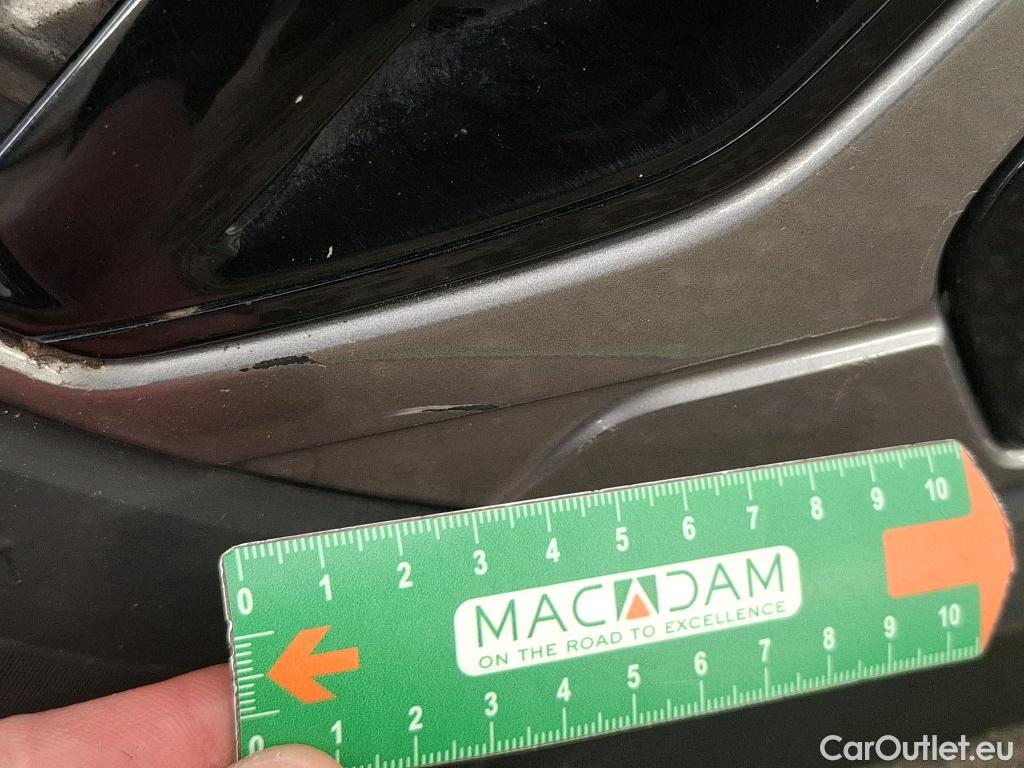 0 1 2 3 4 5 6 7 8 9 10
MACADAM
ON THE ROAD TO EXCELLENCE
0 1 2 3 4 5 6 7 8 9 10
CarOutlet.eu